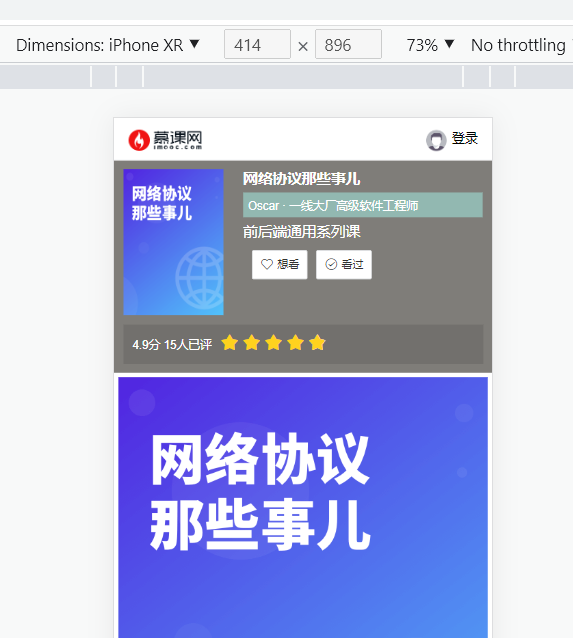 Dimensions: iPhone XR ▼ 414 × 896 73% ▼ No throttling
慕课网 登录
imooc.com
网络协议
那些事儿
网络协议那些事儿
Oscar · 一线大厂高级软件工程师
前后端通用系列课
想看 看过
4.9分 15人已评
网络协议
那些事儿